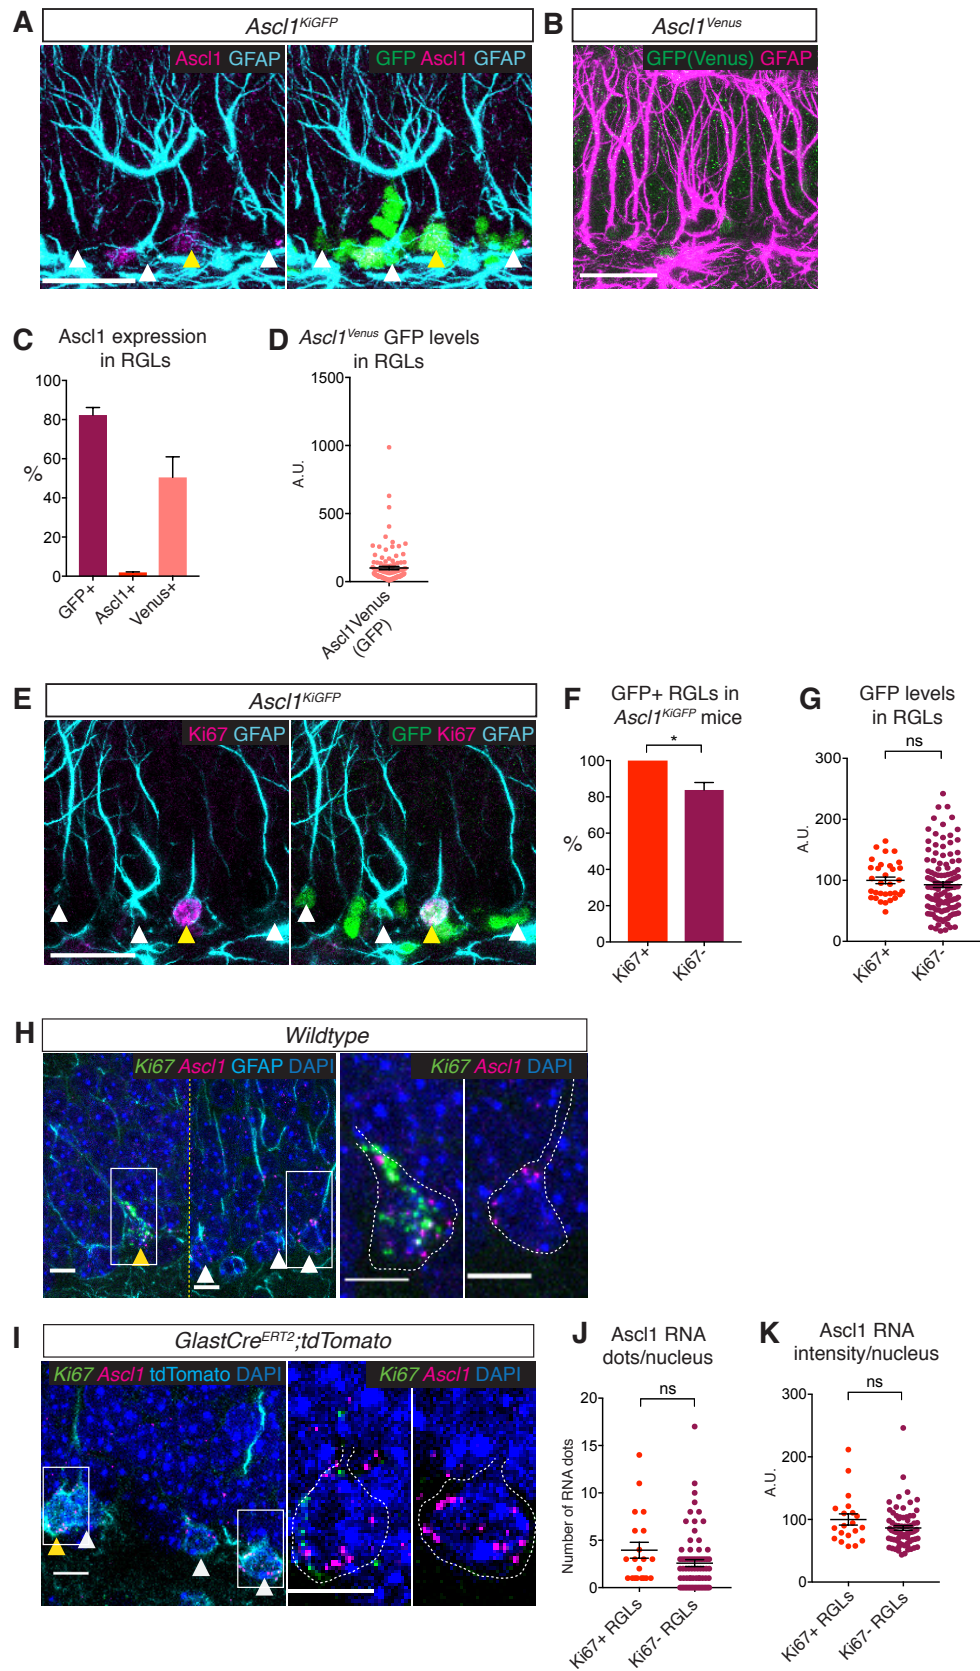 A
Ascl1KiGFP
Ascl1 GFAP
GFP Ascl1 GFAP
B
Ascl1Venus
GFP(Venus) GFAP
C
Ascl1 expression
in RGLs
100
80
60
40
20
0
%
GFP+
Ascl1+
Venus+
D
Ascl1Venus GFP levels
in RGLs
1500
1000
500
0
A.U.
Ascl1Venus
(GFP)
E
Ascl1KiGFP
Ki67 GFAP
GFP Ki67 GFAP
F
GFP+ RGLs in
Ascl1KiGFP mice
*
100
80
60
40
20
0
%
Ki67+
Ki67-
G
GFP levels
in RGLs
ns
300
200
100
0
A.U.
Ki67+
Ki67-
H
Wildtype
Ki67 Ascl1 GFAP DAPI
Ki67 Ascl1 DAPI
I
GlastCreERT2;tdTomato
Ki67 Ascl1 tdTomato DAPI
Ki67 Ascl1 DAPI
J
Ascl1 RNA
dots/nucleus
ns
20
15
10
5
0
Number of RNA dots
Ki67+ RGLs
Ki67- RGLs
K
Ascl1 RNA
intensity/nucleus
ns
300
200
100
0
A.U.
Ki67+ RGLs
Ki67- RGLs